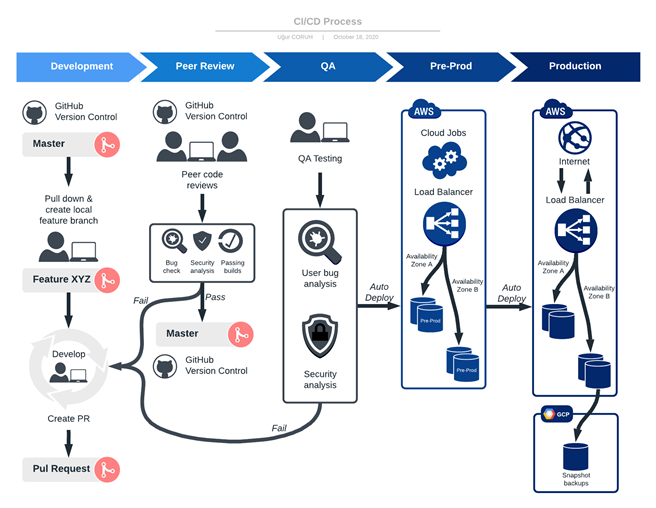 CI/CD Process
Uğur CORUH | October 18, 2020
Development
Peer Review
QA
Pre-Prod
Production
GitHub
Version Control
Master
Pull down &
create local
feature branch
Feature XYZ
Develop
Create PR
Pul Request
GitHub
Version Control
Peer code
reviews
Bug
check
Security
analysis
Passing
builds
Fail
Pass
Master
GitHub
Version Control
Fail
QA Testing
User bug
analysis
Security
analysis
Auto
Deploy
AWS
Cloud Jobs
Load Balancer
Availability
Zone A
Availability
Zone B
Pre-Prod
Pre-Prod
Auto
Deploy
AWS
Internet
Load Balancer
Availability
Zone A
Availability
Zone B
GCP
Snapshot
backups